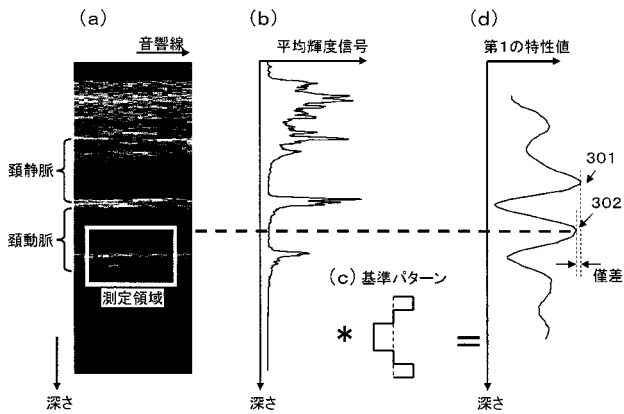 (a)
音響線
頚静脈
頚動脈
測定領域
深さ
(b)
平均輝度信号
(c) 基準パターン
*
=
深さ
(d)
第1の特性値
301
302
僅差
深さ